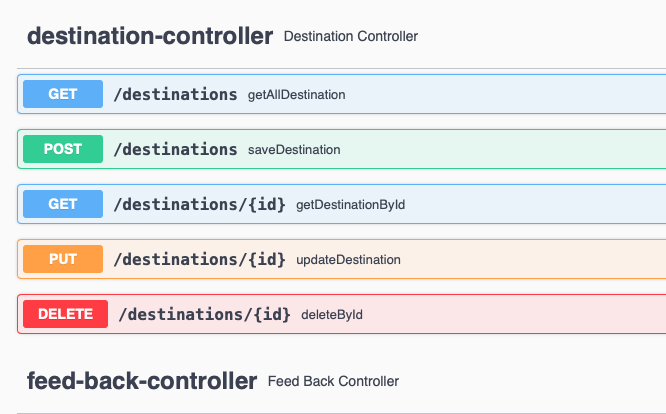 destination-controller Destination Controller
GET /destinations getAllDestination
POST /destinations saveDestination
GET /destinations/{id} getDestinationById
PUT /destinations/{id} updateDestination
DELETE /destinations/{id} deleteById
feed-back-controller Feed Back Controller